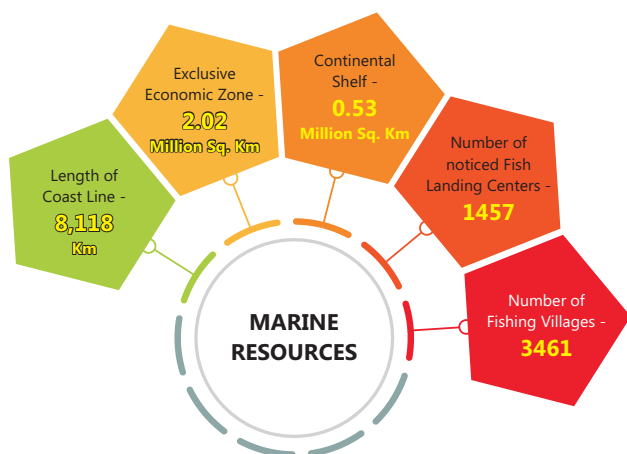 Length of
Coast Line -
8,118
Km
Exclusive
Economic Zone -
2.02
Million Sq. Km
Continental
Shelf -
0.53
Million Sq. Km
Number of
noticed Fish
Landing Centers -
1457
Number of
Fishing Villages -
3461
MARINE
RESOURCES